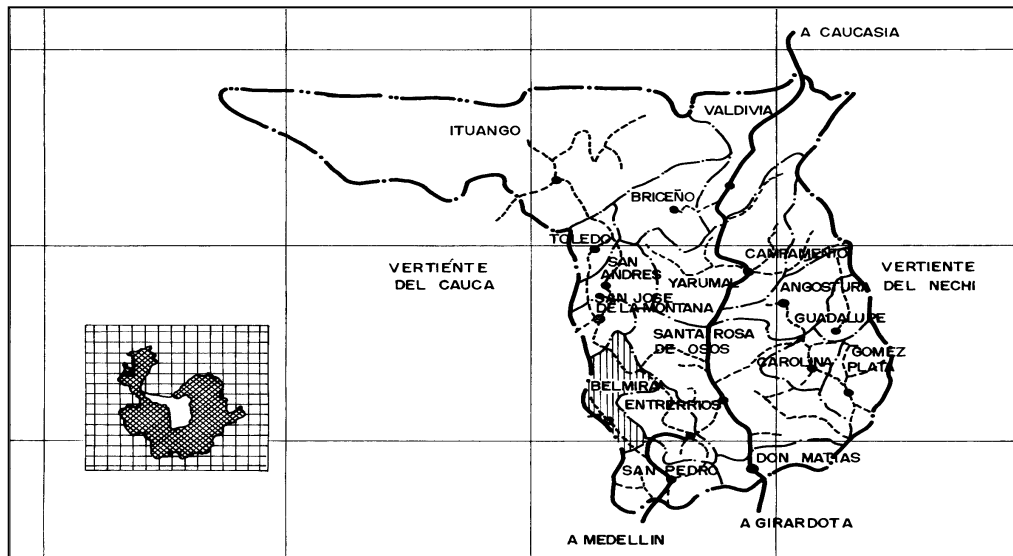 A CAUCASIA
VALDIVIA
ITUANGO
BRICEÑO
TOLEDO
CAMPAMENTO
VERTIENTE
DEL CAUCA
SAN
ANDRES
YARUMAL
VERTIENTE
DEL NECHI
ANGOSTURA
SAN JOSE
DE LA MONTANA
GUADALUPE
SANTA ROSA
DE OSOS
CAROLINA
GOMEZ
PLATA
BELMIRA
ENTRERRIOS
DON MATIAS
SAN PEDRO
A GIRARDOTA
A MEDELLIN